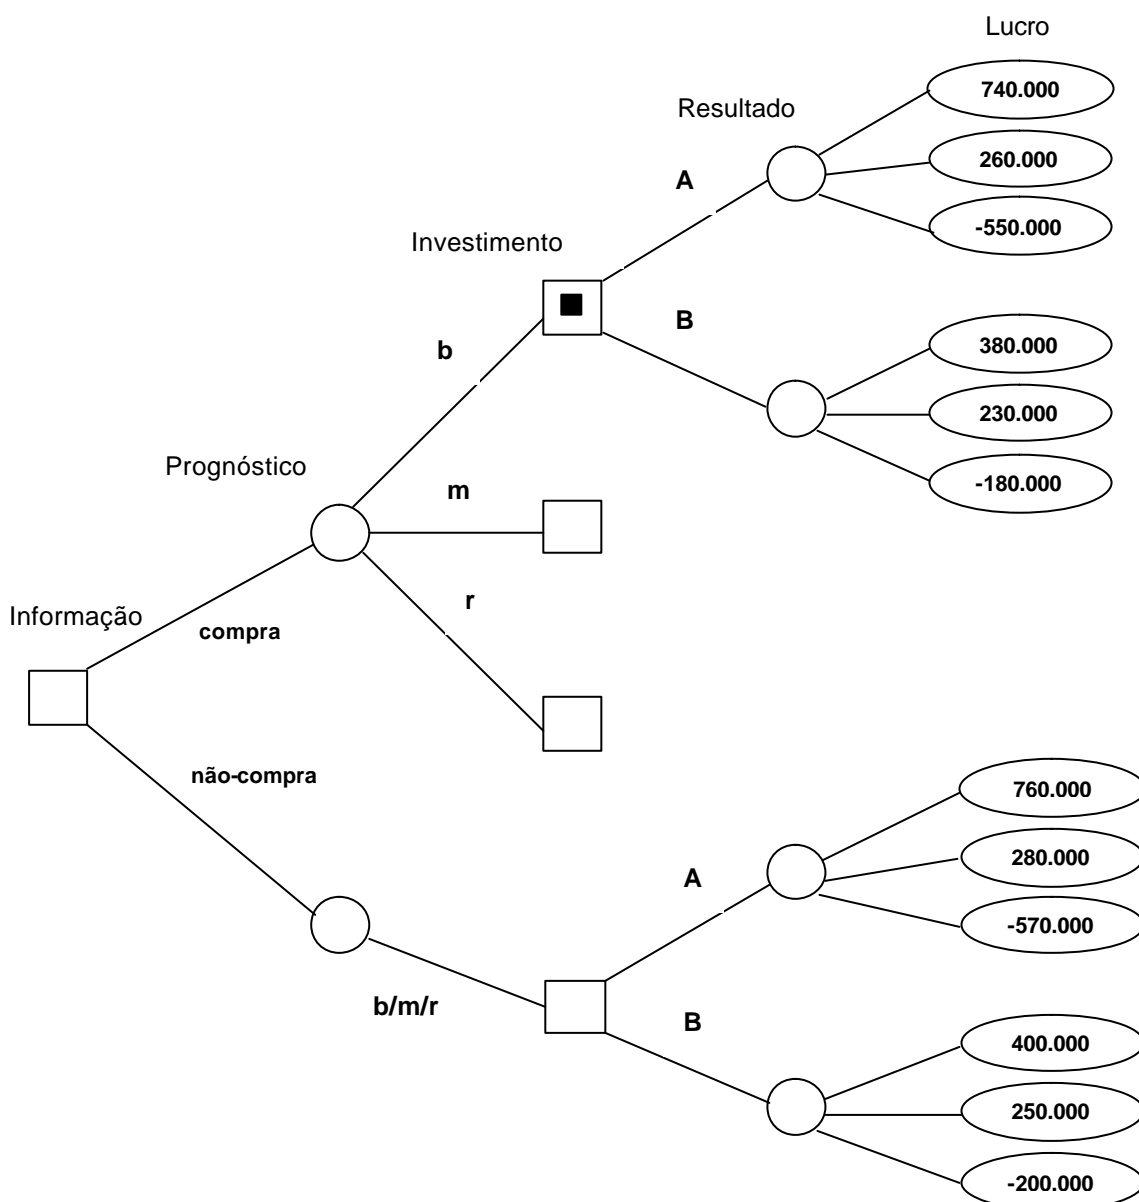 Lucro
740.000
Resultado
260.000
A
-550.000
Investimento
B
380.000
b
230.000
Prognóstico
-180.000
m
r
Informação
compra
não-compra
760.000
280.000
A
-570.000
b/m/r
B
400.000
250.000
-200.000